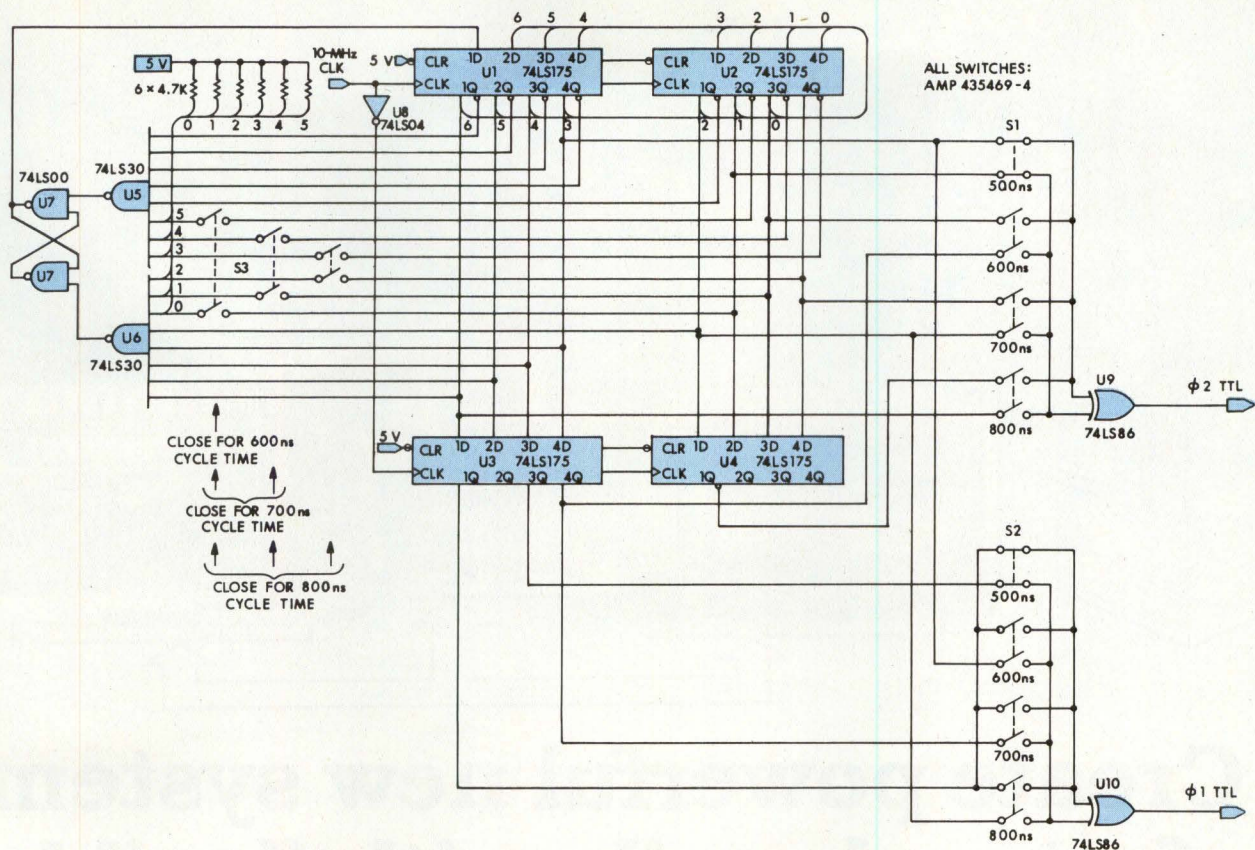 6 5 4
3 2 1 0
5 V
10-MHz CLK
5 V
CLR 1D 2D 3D 4D
U1 74LS175
CLK 1Q 2Q 3Q 4Q
CLR 1D 2D 3D 4D
U2 74LS175
CLK 1Q 2Q 3Q 4Q
ALL SWITCHES:
AMP 435469-4
6 × 4.7K
0 1 2 3 4 5
U8
74LS04
6 5 4 3
2 1 0
S1
500ns
74LS00
74LS30
U7
U5
5
4
3
2
1
0
S3
600ns
U7
700ns
U6
74LS30
U9
ϕ2 TTL
800ns
74LS86
CLOSE FOR 600ns
CYCLE TIME
CLOSE FOR 700ns
CYCLE TIME
CLOSE FOR 800ns
CYCLE TIME
5 V
CLR 1D 2D 3D 4D
U3 74LS175
CLK 1Q 2Q 3Q 4Q
CLR 1D 2D 3D 4D
U4 74LS175
CLK 1Q 2Q 3Q 4Q
S2
500ns
600ns
700ns
U10
ϕ1 TTL
800ns
74LS86